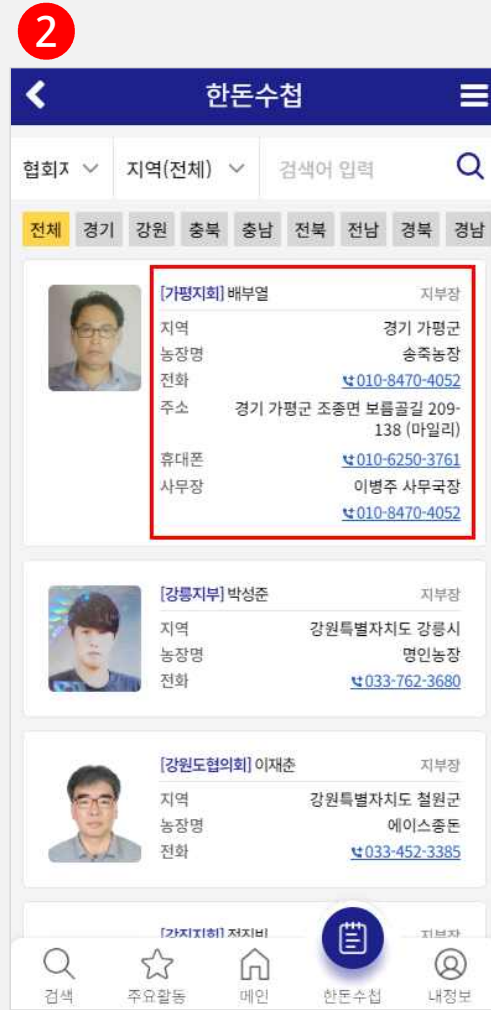 2
한돈수첩
협회지 지역(전체) 검색어 입력
전체 경기 강원 충북 충남 전북 전남 경북 경남
[가평지회] 배부열 지부장
지역 경기 가평군
농장명 송죽농장
전화 010-8470-4052
주소 경기 가평군 조종면 보름골길 209-
138 (마일리)
휴대폰 010-6250-3761
사무장 이병주 사무국장
010-8470-4052
[강릉지부] 박성준 지부장
지역 강원특별자치도 강릉시
농장명 명인농장
전화 033-762-3680
[강원도협의회] 이재춘 지부장
지역 강원특별자치도 철원군
농장명 에이스종돈
전화 033-452-3385
지부장
검색 주요활동 메인 한돈수첩 내정보